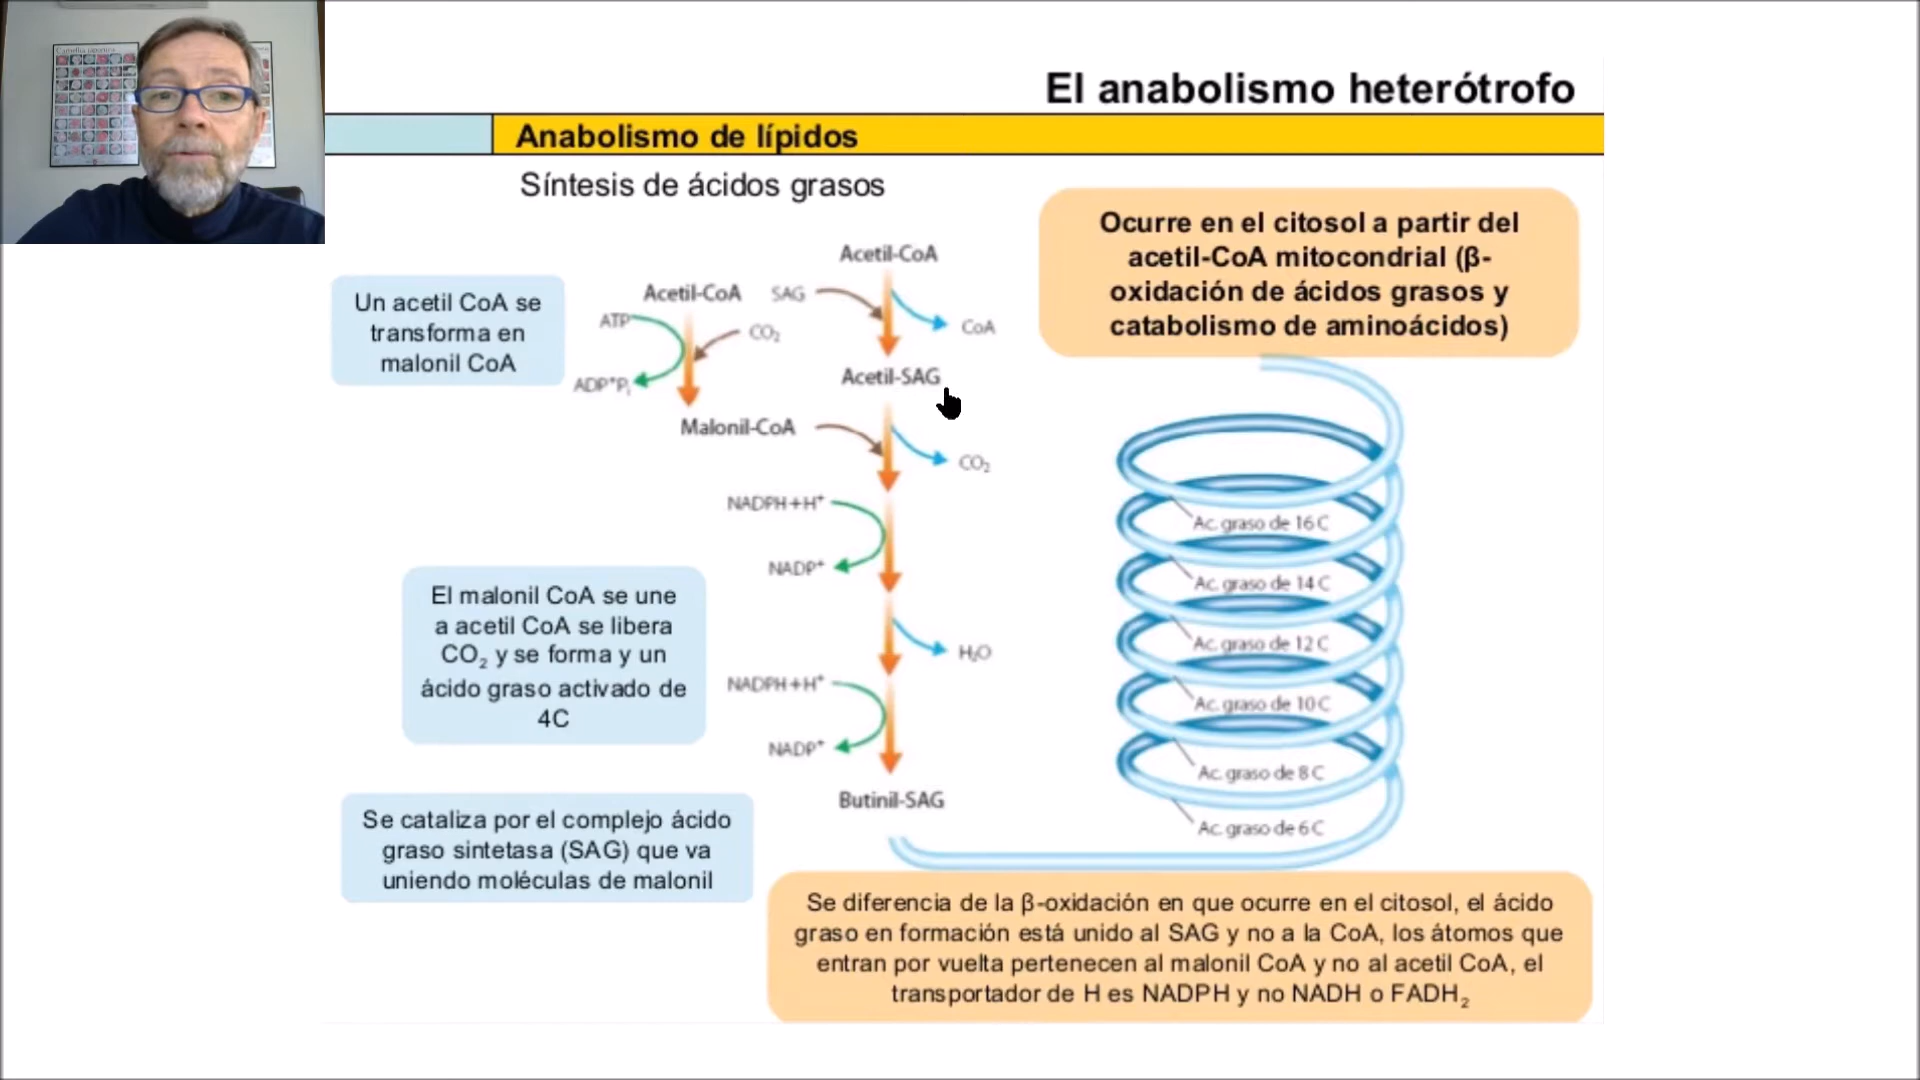 Camellia japonica
El anabolismo heterótrofo
Anabolismo de lípidos
Síntesis de ácidos grasos
Ocurre en el citosol a partir del
acetil-CoA mitocondrial (β-
oxidación de ácidos grasos y
catabolismo de aminoácidos)
Un acetil CoA se
transforma en
malonil CoA
Acetil-CoA
Acetil-CoA
SAG
ATP
CO₂
CoA
ADP⁺Pᵢ
Acetil-SAG
Malonil-CoA
CO₂
NADPH+H⁺
NADP⁺
El malonil CoA se une
a acetil CoA se libera
CO₂ y se forma y un
ácido graso activado de
4C
H₂O
NADPH+H⁺
NADP⁺
Butinil-SAG
Se cataliza por el complejo ácido
graso sintetasa (SAG) que va
uniendo moléculas de malonil
Ac. graso de 16 C
Ac. graso de 14 C
Ac. graso de 12 C
Ac. graso de 10 C
Ac. graso de 8 C
Ac. graso de 6 C
Se diferencia de la β-oxidación en que ocurre en el citosol, el ácido
graso en formación está unido al SAG y no a la CoA, los átomos que
entran por vuelta pertenecen al malonil CoA y no al acetil CoA, el
transportador de H es NADPH y no NADH o FADH₂